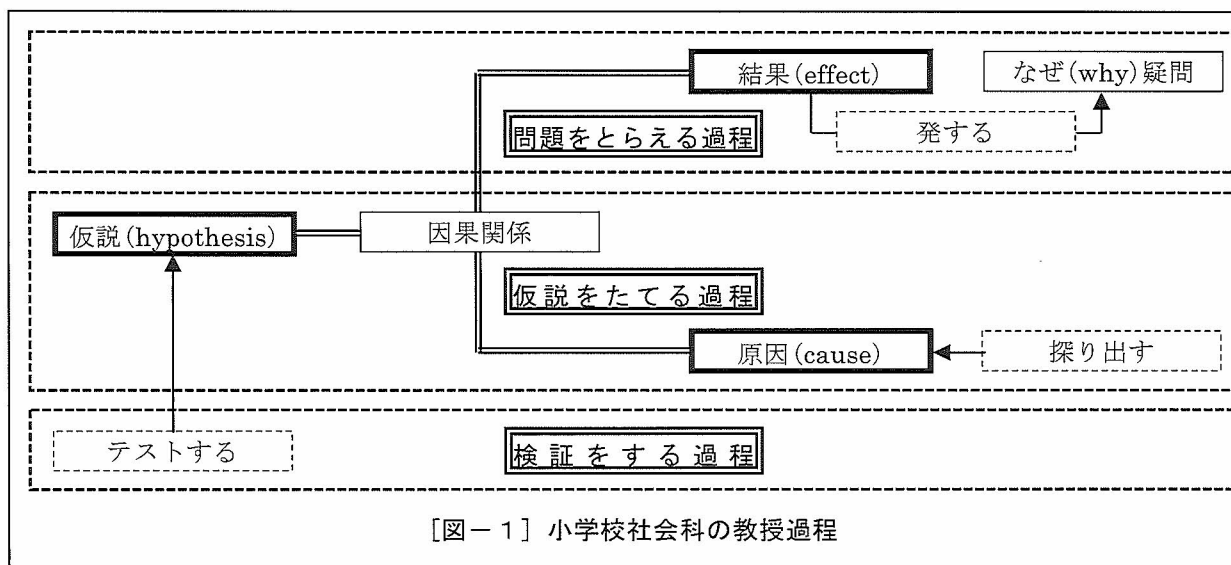 結果(effect)
なぜ(why)疑問
発する
問題をとらえる過程
仮説(hypothesis)
因果関係
仮説をたてる過程
原因(cause)
探り出す
テストする
検証をする過程
[図－1] 小学校社会科の教授過程